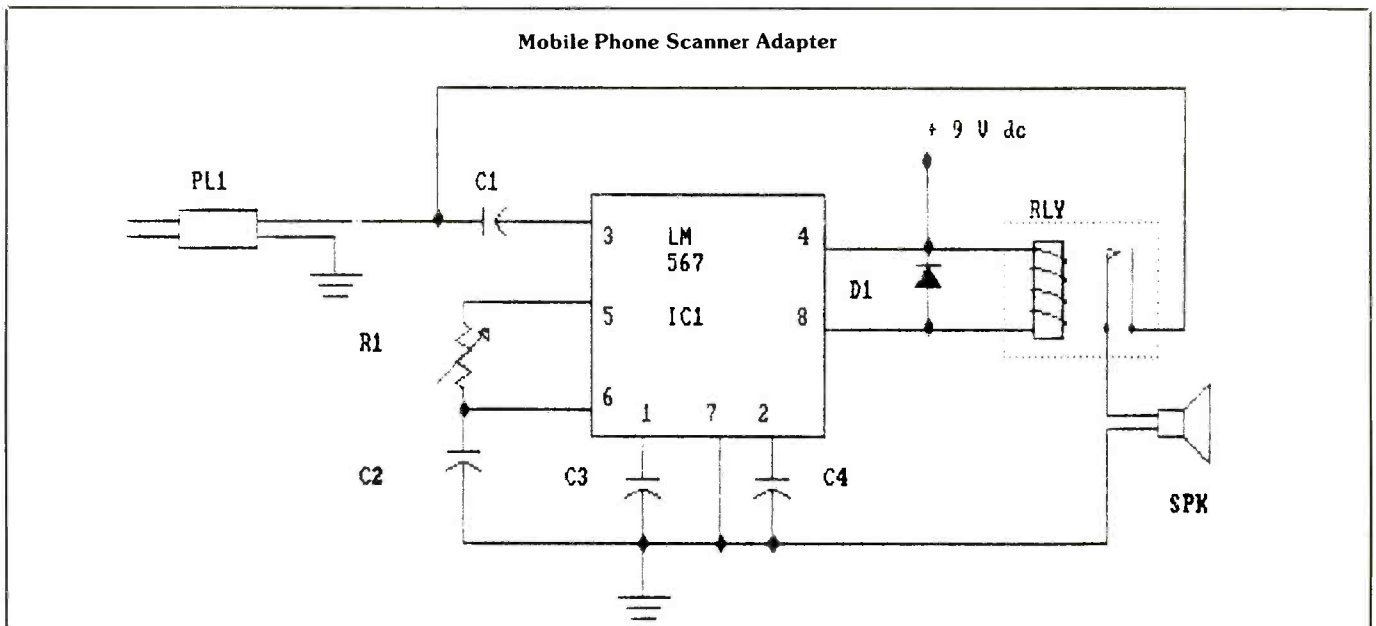 Mobile Phone Scanner Adapter
+ 9 V dc
PL1
C1
RLY
3
LM
567
4
D1
5
IC1
8
R1
6
1
7
2
C2
C3
C4
SPK